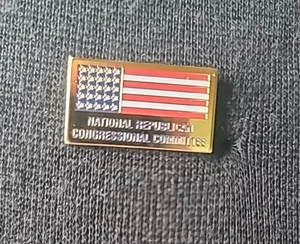 NATIONAL REPUBLICAN
CONGRESSIONAL COMMITTEE